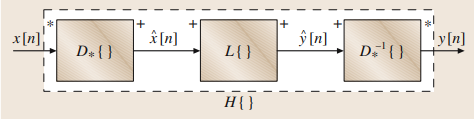 * + + + + *
x[n] D*{ } x̂[n] L{ } ŷ[n] D*⁻¹{ } y[n]
H{ }